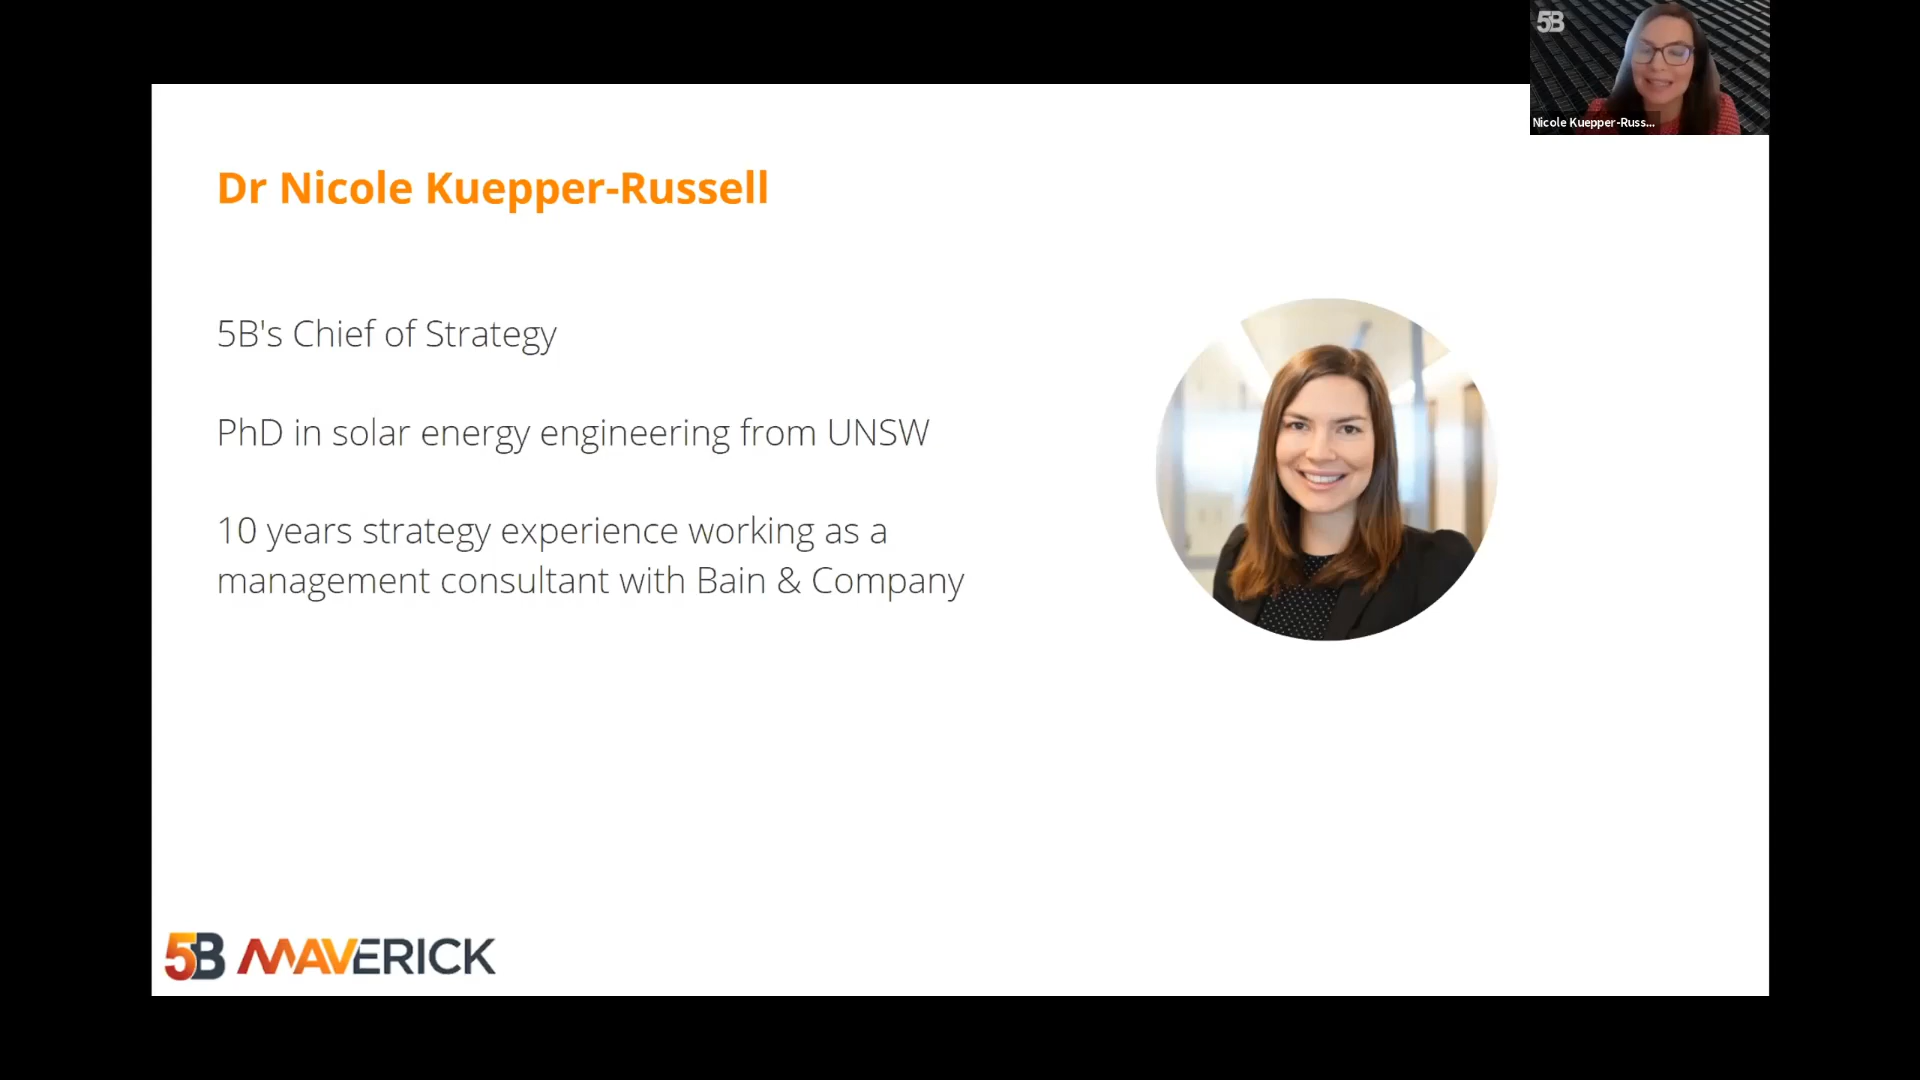 5B
Nicole Kuepper-Russ...
Dr Nicole Kuepper-Russell
5B's Chief of Strategy
PhD in solar energy engineering from UNSW
10 years strategy experience working as a
management consultant with Bain & Company
5B MAVERICK